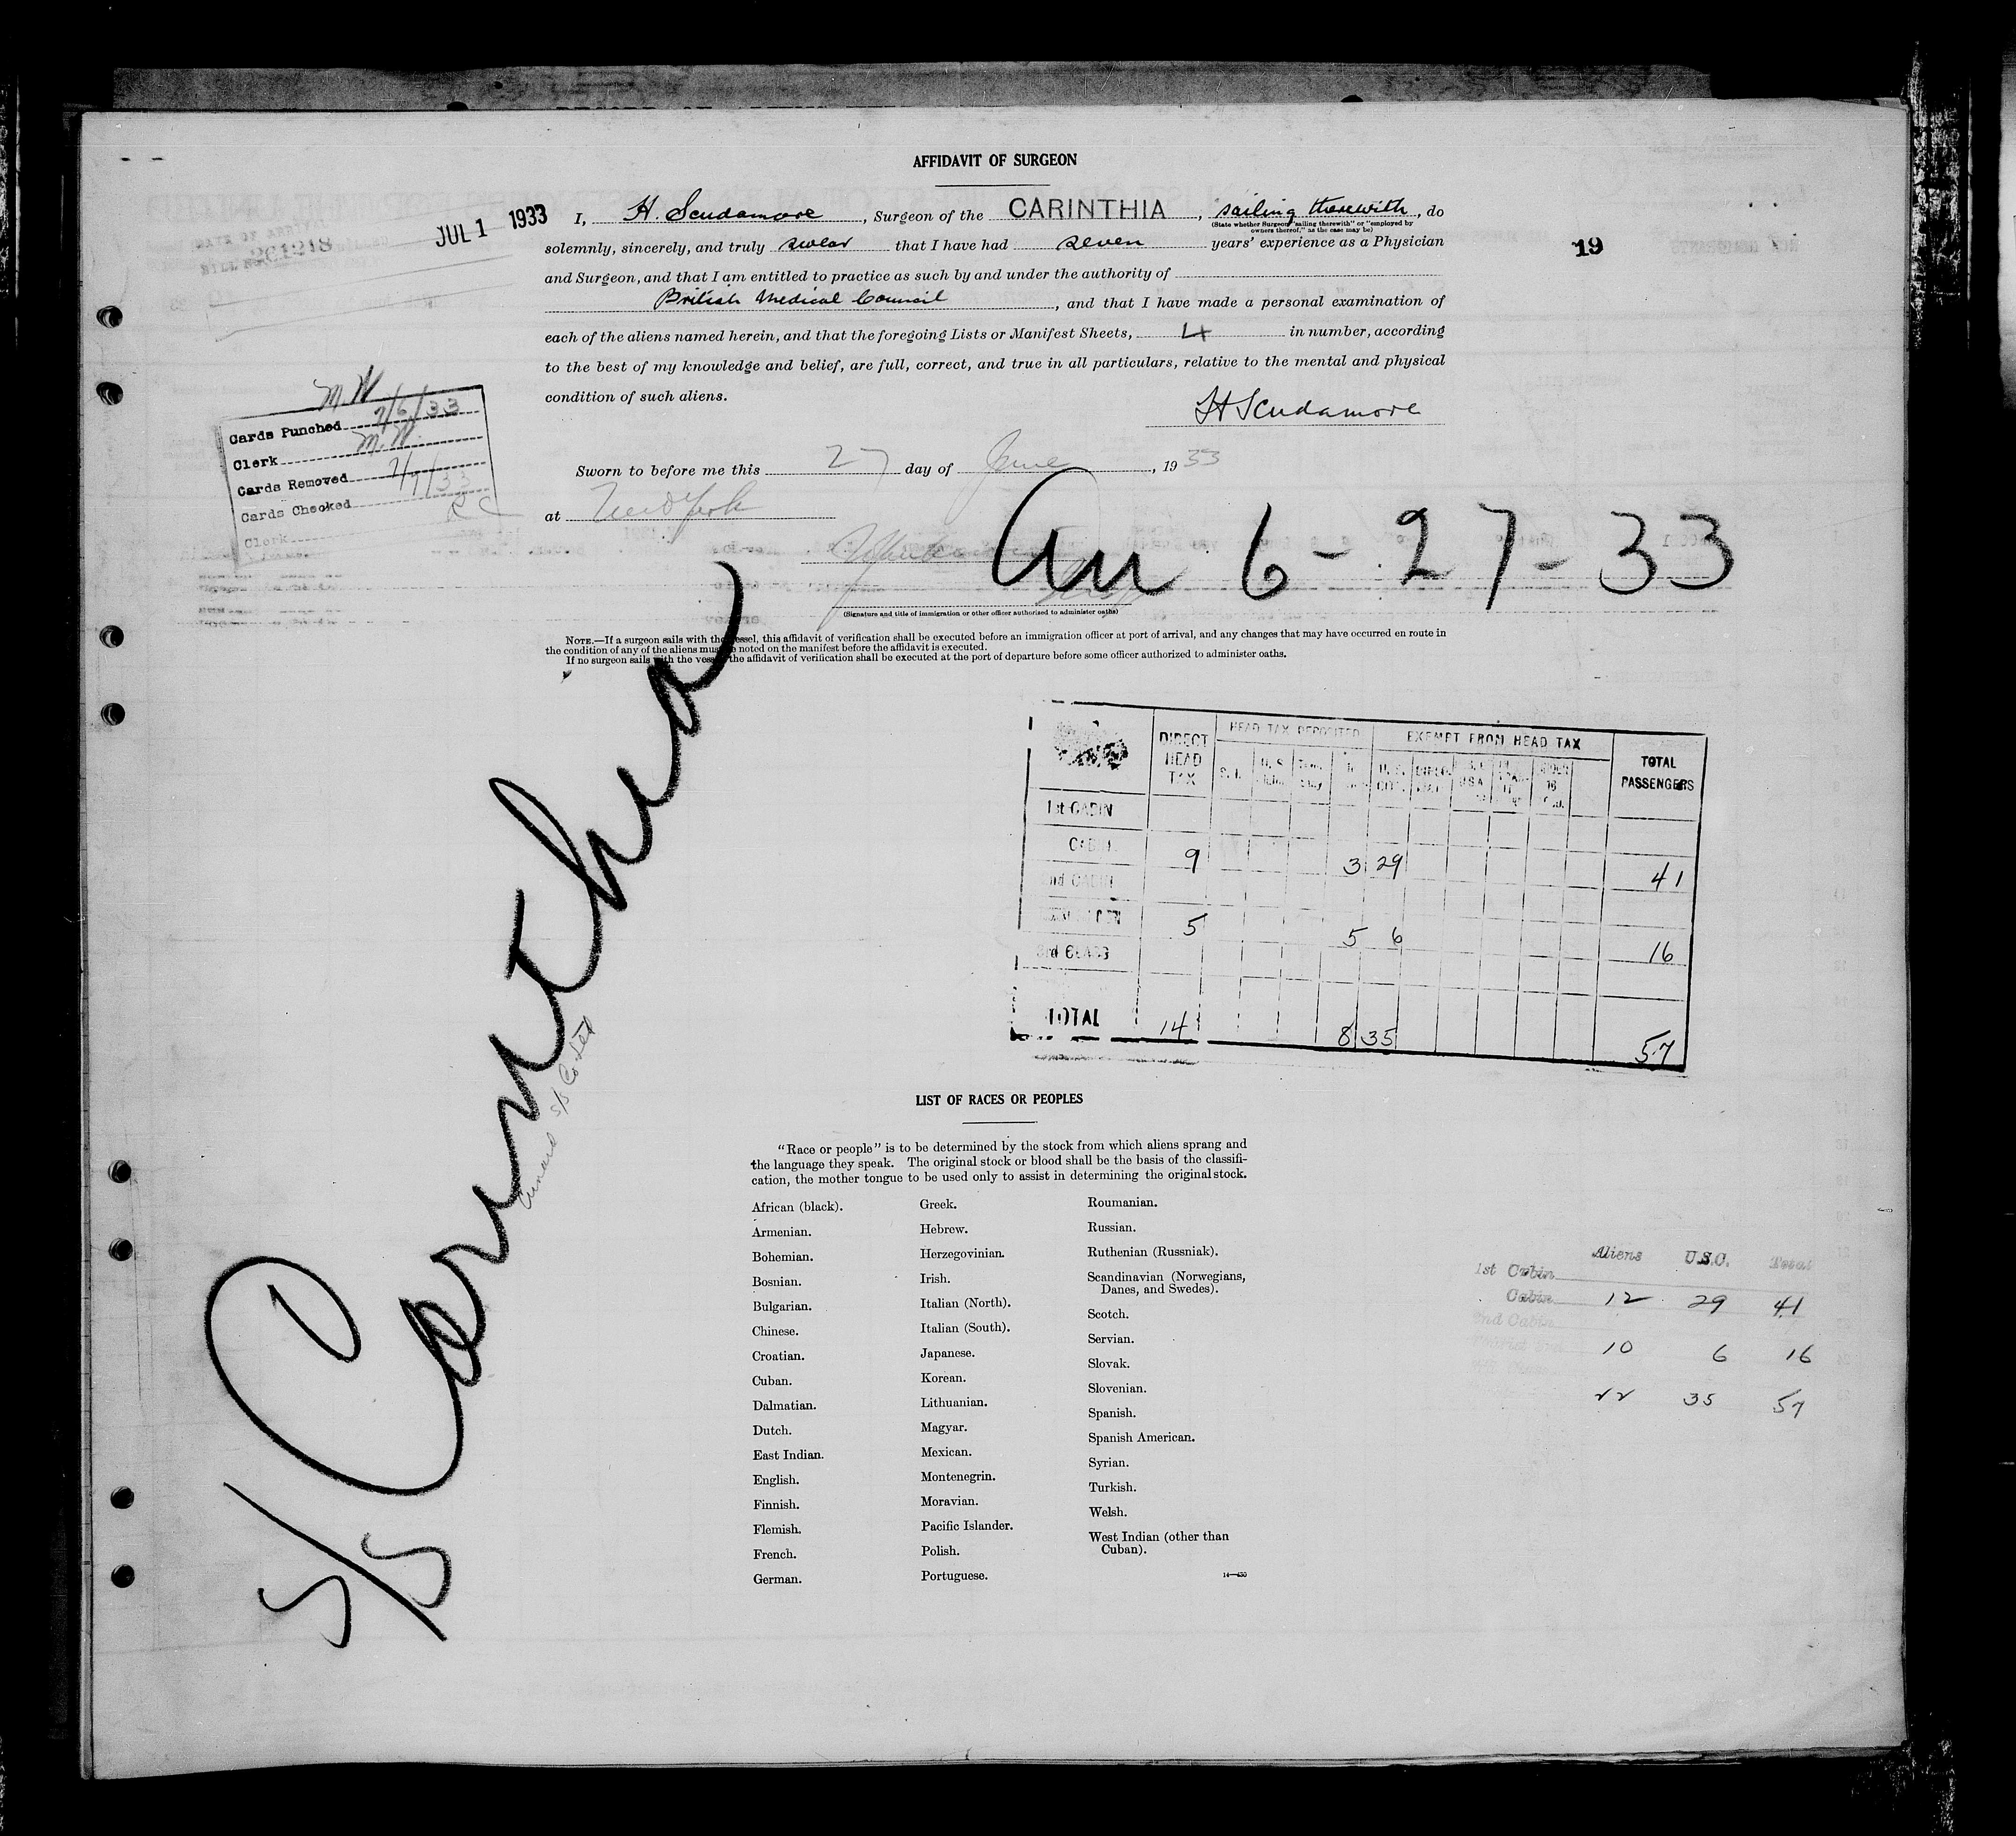 AFFIDAVIT OF SURGEON
JUL 1 1933
261218
19
I, H. Scudamore, Surgeon of the CARINTHIA, sailing therewith, do
(State whether Surgeon "sailing therewith" or "employed by
owners thereof," as the case may be)
solemnly, sincerely, and truly swear that I have had seven years' experience as a Physician
and Surgeon, and that I am entitled to practice as such by and under the authority of
British Medical Council, and that I have made a personal examination of
each of the aliens named herein, and that the foregoing Lists or Manifest Sheets, 4 in number, according
to the best of my knowledge and belief, are full, correct, and true in all particulars, relative to the mental and physical
condition of such aliens.
H Scudamore
M.W.
Cards Punched 7/6/33
Clerk M.W.
Cards Removed 7/7/33
Cards Checked R C
Clerk
Sworn to before me this 27 day of June, 1933
at New York
6-27-33
(Signature and title of immigration or other officer authorized to administer oaths)
NOTE.—If a surgeon sails with the vessel, this affidavit of verification shall be executed before an immigration officer at port of arrival, and any changes that may have occurred en route in
the condition of any of the aliens must be noted on the manifest before the affidavit is executed.
If no surgeon sails with the vessel the affidavit of verification shall be executed at the port of departure before some officer authorized to administer oaths.
S/S Carinthia
Cunard S/S Co Ltd
DIRECT HEAD TAX HEAD TAX DEPOSITED EXEMPT FROM HEAD TAX TOTAL PASSENGERS
1st CABIN
CABIN 9 3 29 41
2nd CABIN
5 5 6 16
3rd CLASS
TOTAL 14 8 35 57
LIST OF RACES OR PEOPLES
"Race or people" is to be determined by the stock from which aliens sprang and
the language they speak. The original stock or blood shall be the basis of the classifi-
cation, the mother tongue to be used only to assist in determining the original stock.
African (black).
Armenian.
Bohemian.
Bosnian.
Bulgarian.
Chinese.
Croatian.
Cuban.
Dalmatian.
Dutch.
East Indian.
English.
Finnish.
Flemish.
French.
German.
Greek.
Hebrew.
Herzegovinian.
Irish.
Italian (North).
Italian (South).
Japanese.
Korean.
Lithuanian.
Magyar.
Mexican.
Montenegrin.
Moravian.
Pacific Islander.
Polish.
Portuguese.
Roumanian.
Russian.
Ruthenian (Russniak).
Scandinavian (Norwegians,
Danes, and Swedes).
Scotch.
Servian.
Slovak.
Slovenian.
Spanish.
Spanish American.
Syrian.
Turkish.
Welsh.
West Indian (other than
Cuban).
14—430
Aliens U.S.C. Total
1st Cabin
Cabin 12 29 41
2nd Cabin
10 6 16
22 35 57